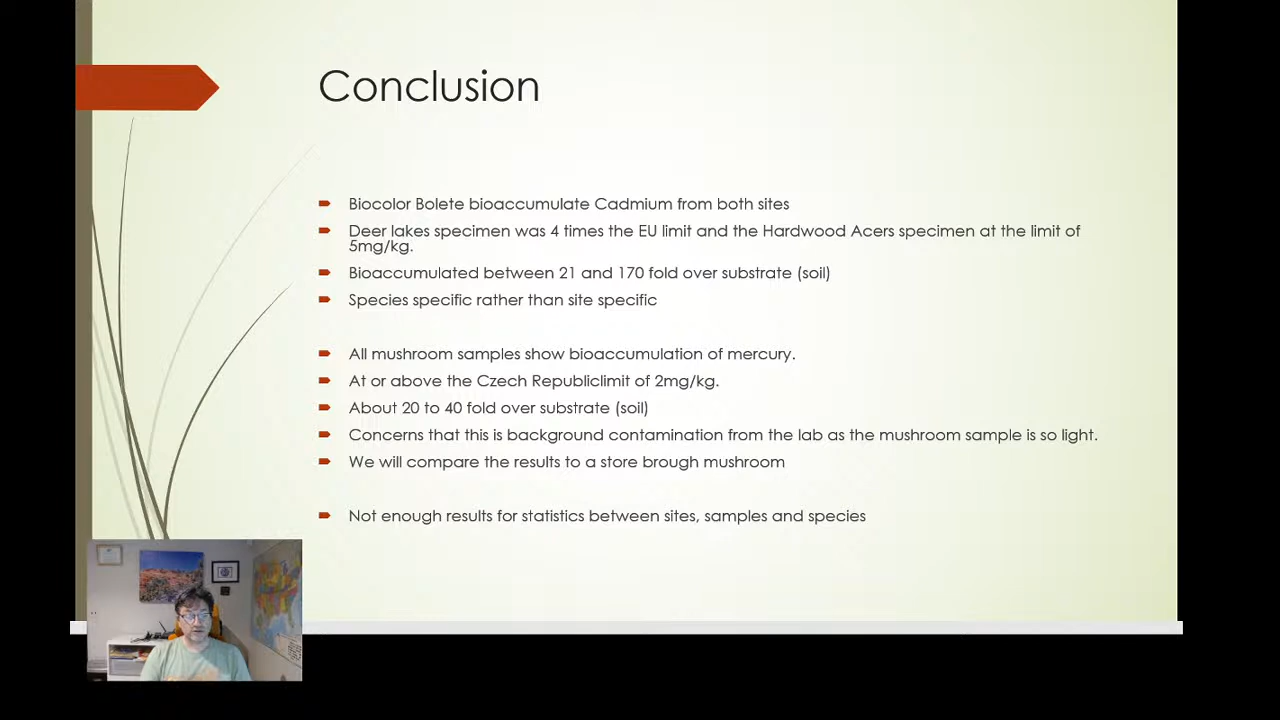 Conclusion
Biocolor Bolete bioaccumulate Cadmium from both sites
Deer lakes specimen was 4 times the EU limit and the Hardwood Acers specimen at the limit of
5mg/kg.
Bioaccumulated between 21 and 170 fold over substrate (soil)
Species specific rather than site specific
All mushroom samples show bioaccumulation of mercury.
At or above the Czech Republiclimit of 2mg/kg.
About 20 to 40 fold over substrate (soil)
Concerns that this is background contamination from the lab as the mushroom sample is so light.
We will compare the results to a store brough mushroom
Not enough results for statistics between sites, samples and species